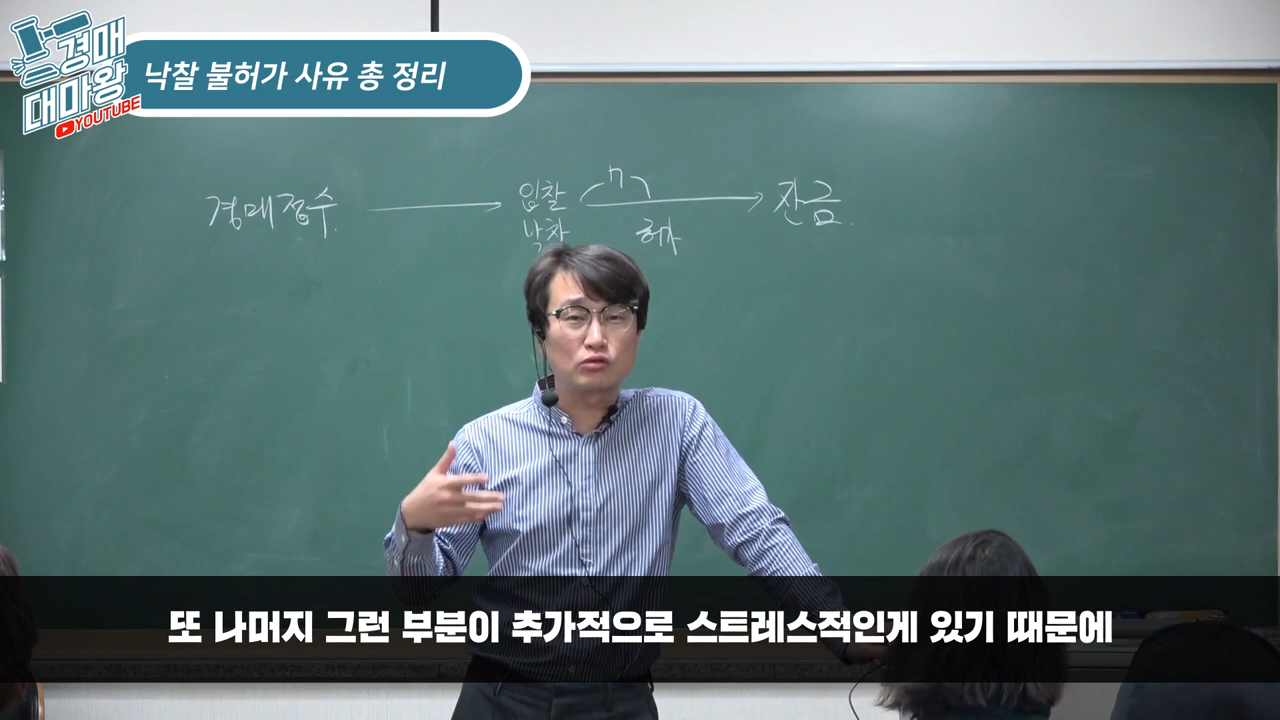 경매
대마왕
YOUTUBE
낙찰 불허가 사유 총 정리
경매접수 입찰 7 잔금
낙찰 허가
또 나머지 그런 부분이 추가적으로 스트레스적인게 있기 때문에